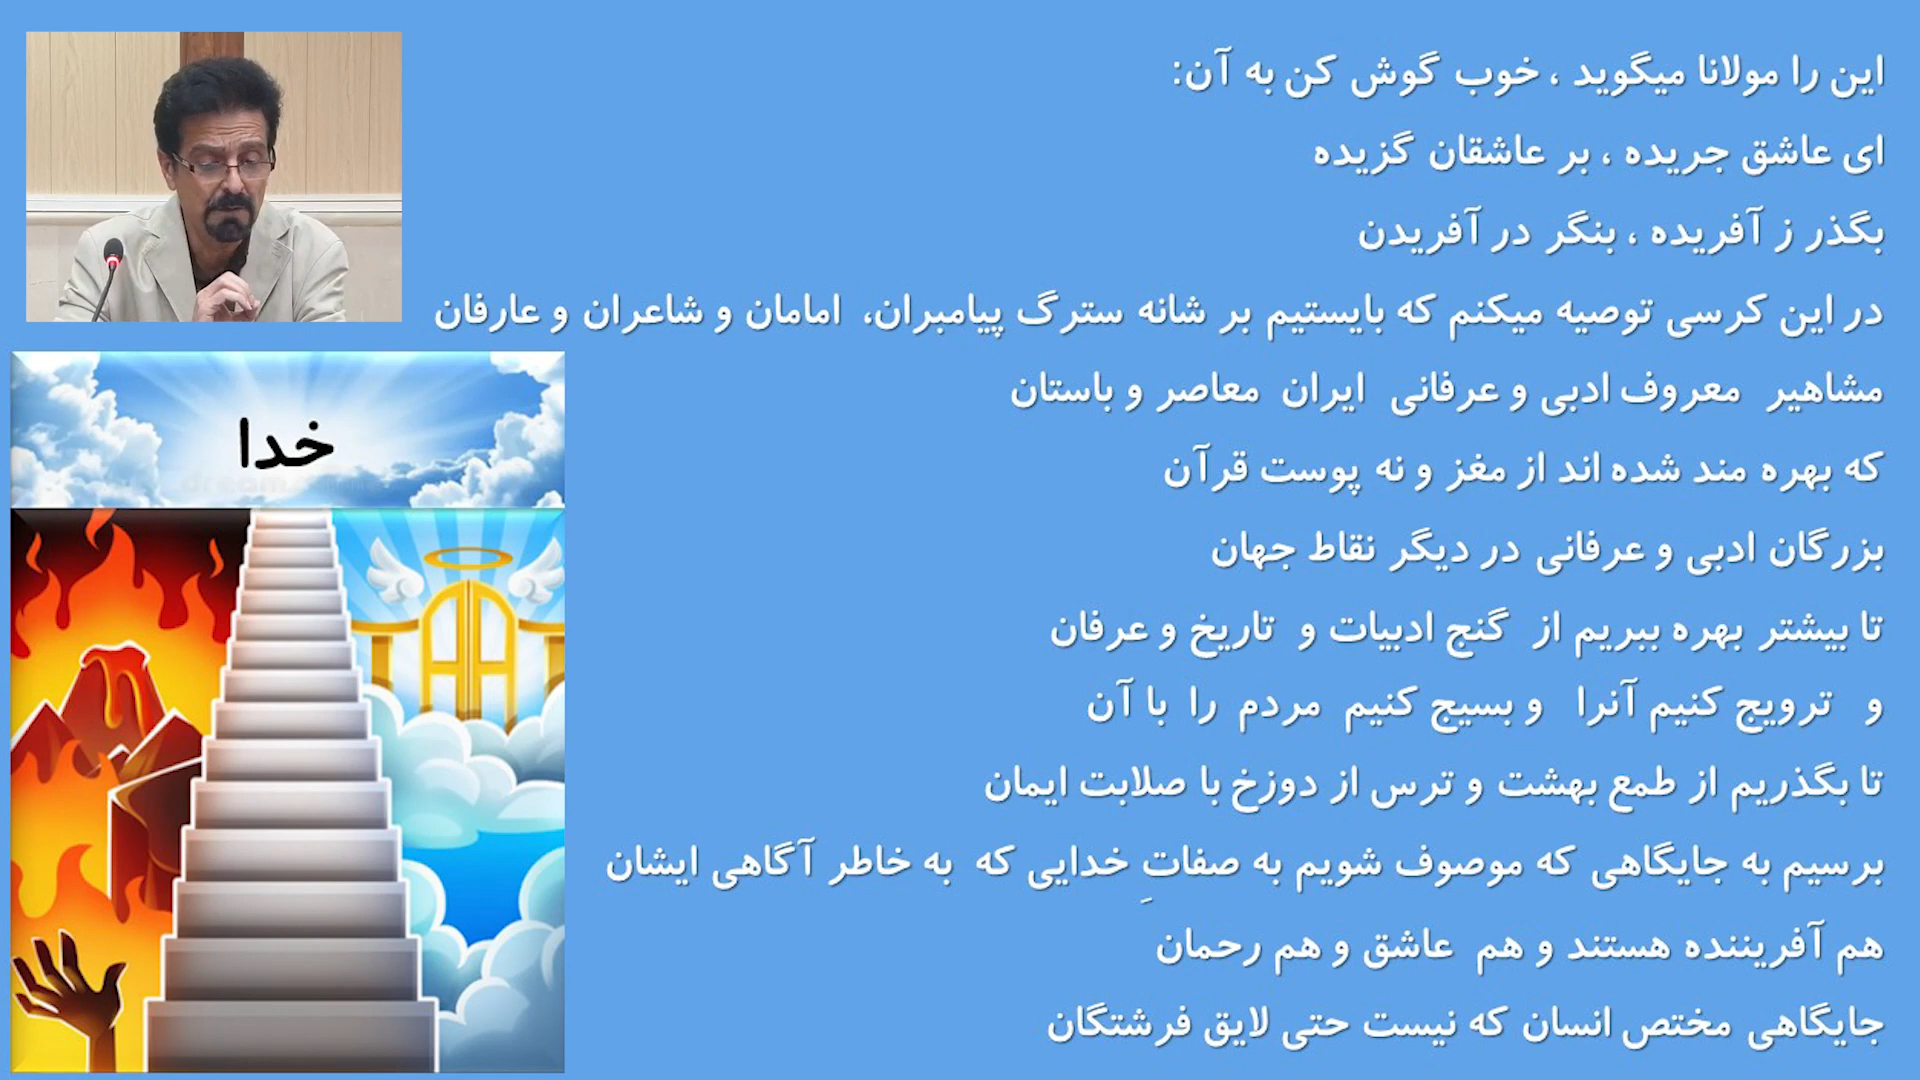 این را مولانا میگوید ، خوب گوش کن به آن:
ای عاشق جریده ، بر عاشقان گزیده
بگذر ز آفریده ، بنگر در آفریدن
در این کرسی توصیه میکنم که بایستیم بر شانه سترگ پیامبران، امامان و شاعران و عارفان
مشاهیر معروف ادبی و عرفانی ایران معاصر و باستان
که بهره مند شده اند از مغز و نه پوست قرآن
بزرگان ادبی و عرفانی در دیگر نقاط جهان
تا بیشتر بهره ببریم از گنج ادبیات و تاریخ و عرفان
و ترویج کنیم آنرا و بسیج کنیم مردم را با آن
تا بگذریم از طمع بهشت و ترس از دوزخ با صلابت ایمان
برسیم به جایگاهی که موصوف شویم به صفاتِ خدایی که به خاطر آگاهی ایشان
هم آفریننده هستند و هم عاشق و هم رحمان
جایگاهی مختص انسان که نیست حتی لایق فرشتگان
خدا